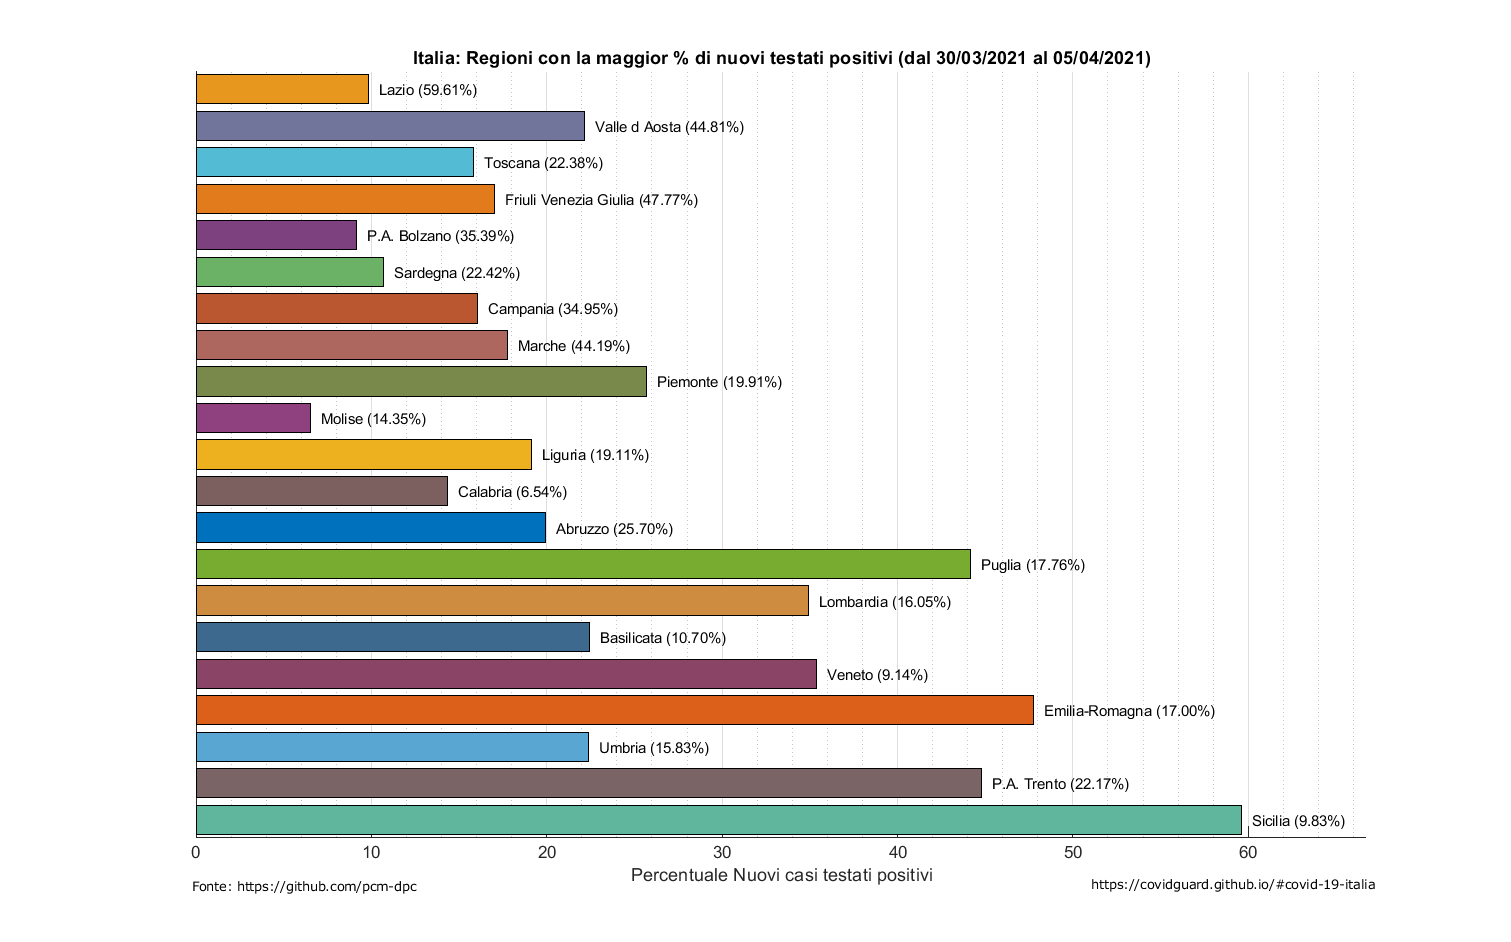 Italia: Regioni con la maggior % di nuovi testati positivi (dal 30/03/2021 al 05/04/2021)
Lazio (59.61%)
Valle d Aosta (44.81%)
Toscana (22.38%)
Friuli Venezia Giulia (47.77%)
P.A. Bolzano (35.39%)
Sardegna (22.42%)
Campania (34.95%)
Marche (44.19%)
Piemonte (19.91%)
Molise (14.35%)
Liguria (19.11%)
Calabria (6.54%)
Abruzzo (25.70%)
Puglia (17.76%)
Lombardia (16.05%)
Basilicata (10.70%)
Veneto (9.14%)
Emilia-Romagna (17.00%)
Umbria (15.83%)
P.A. Trento (22.17%)
Sicilia (9.83%)
0 10 20 30 40 50 60
Percentuale Nuovi casi testati positivi
Fonte: https://github.com/pcm-dpc
https://covidguard.github.io/#covid-19-italia